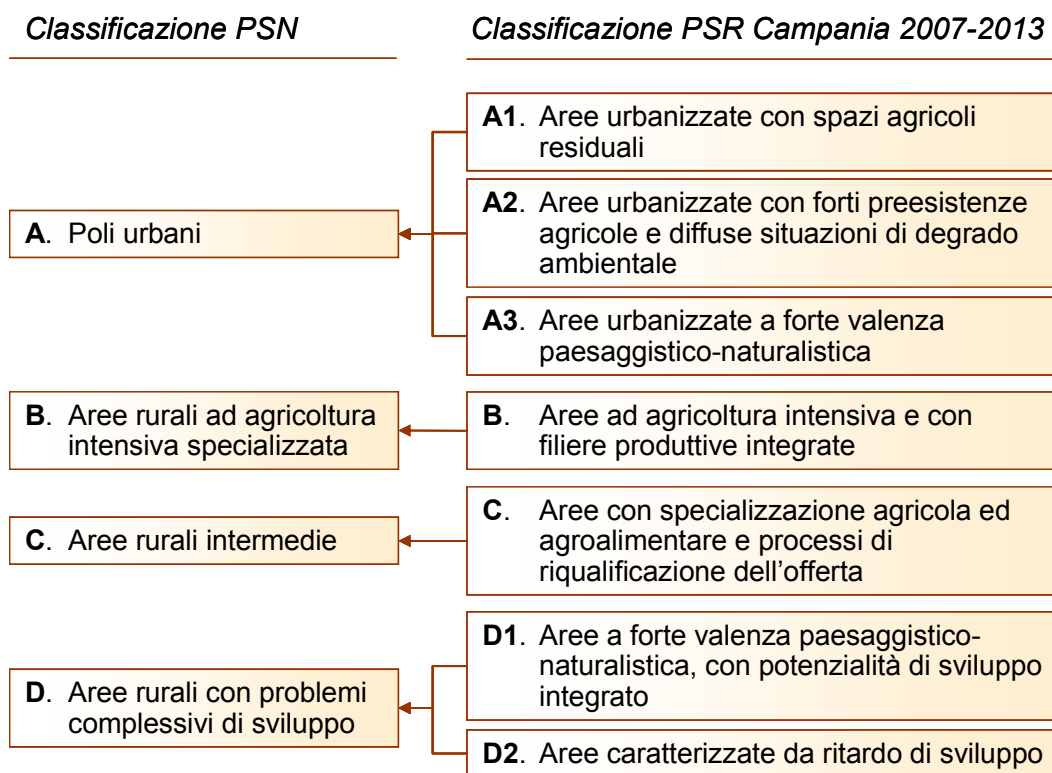 Classificazione PSN
Classificazione PSR Campania 2007-2013
A1. Aree urbanizzate con spazi agricoli
residuali
A2. Aree urbanizzate con forti preesistenze
agricole e diffuse situazioni di degrado
ambientale
A. Poli urbani
A3. Aree urbanizzate a forte valenza
paesaggistico-naturalistica
B. Aree rurali ad agricoltura
intensiva specializzata
B. Aree ad agricoltura intensiva e con
filiere produttive integrate
C. Aree rurali intermedie
C. Aree con specializzazione agricola ed
agroalimentare e processi di
riqualificazione dell'offerta
D1. Aree a forte valenza paesaggistico-
naturalistica, con potenzialità di sviluppo
integrato
D. Aree rurali con problemi
complessivi di sviluppo
D2. Aree caratterizzate da ritardo di sviluppo